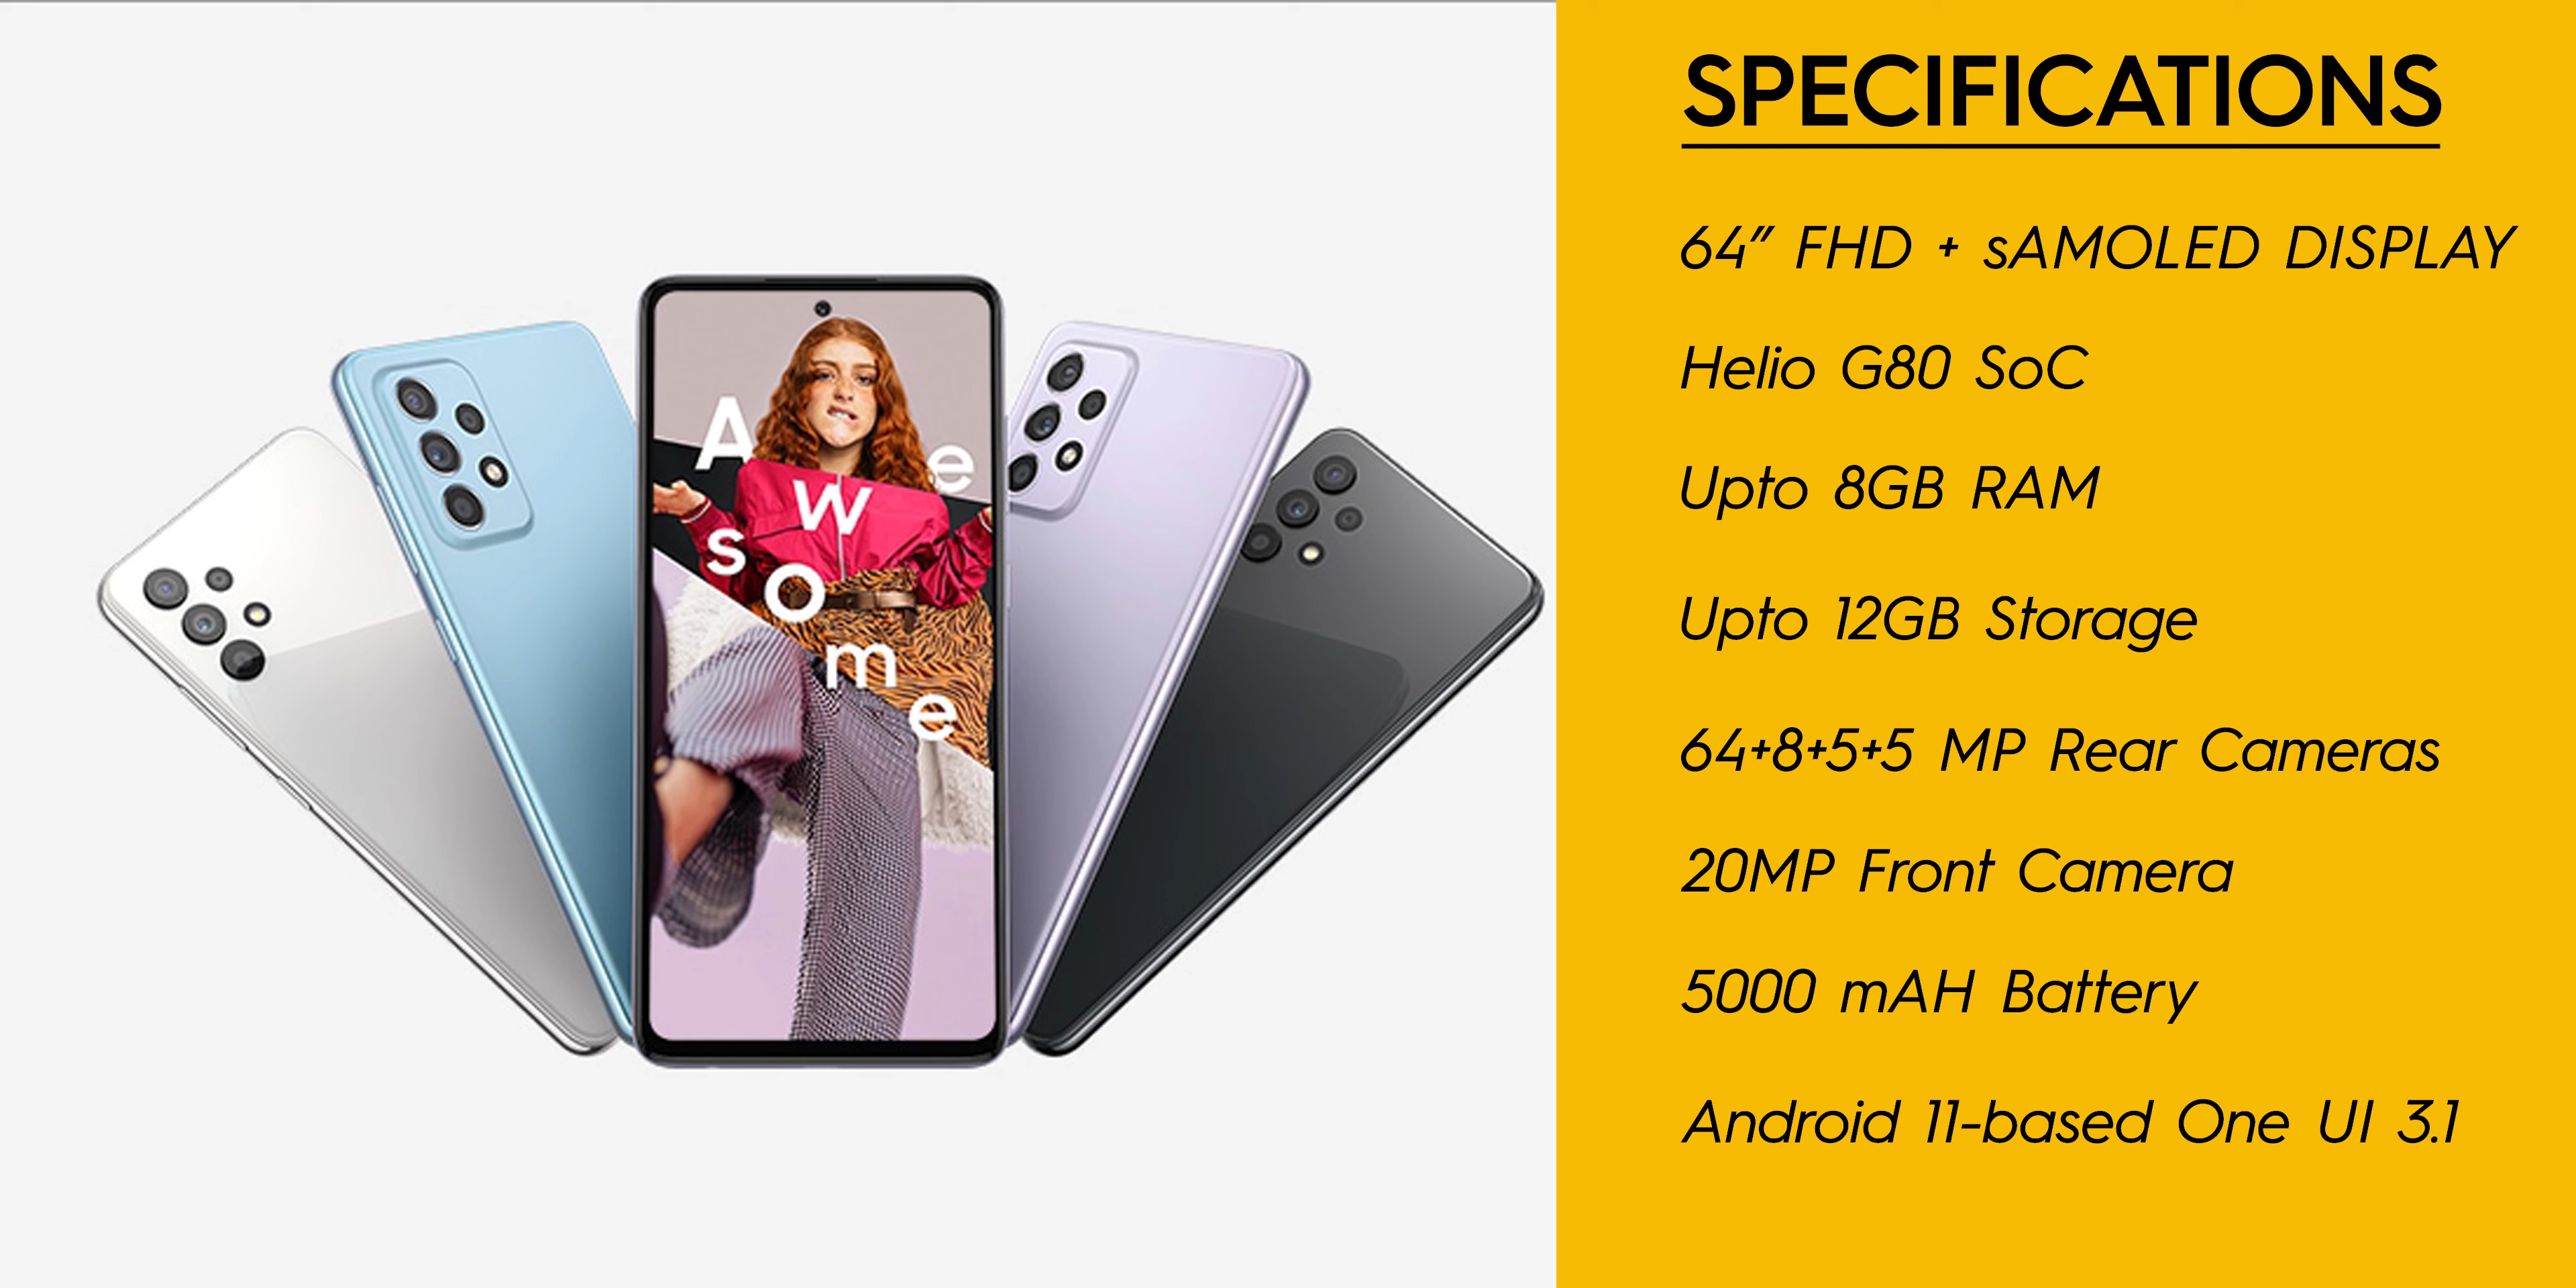 SPECIFICATIONS
64" FHD + sAMOLED DISPLAY
Helio G80 SoC
Upto 8GB RAM
Upto 12GB Storage
64+8+5+5 MP Rear Cameras
20MP Front Camera
5000 mAH Battery
Android 11-based One UI 3.1
A e
w
s
o
m
e